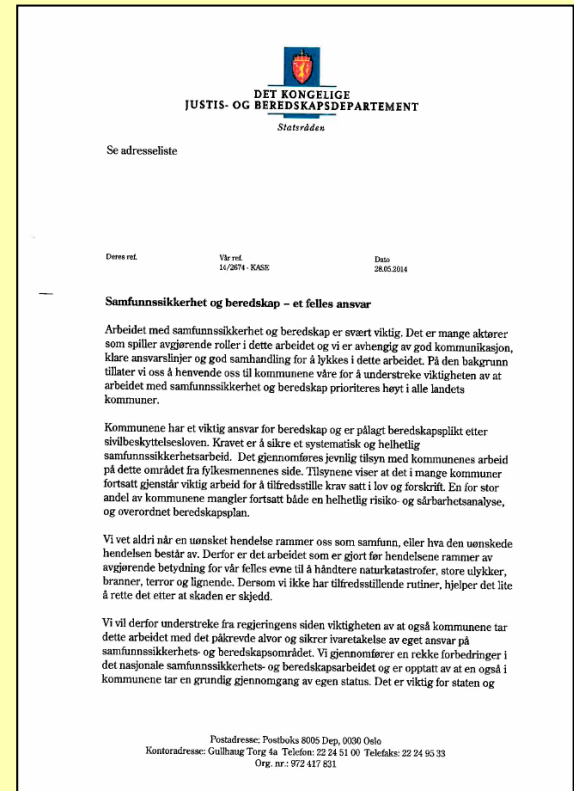 DET KONGELIGE
JUSTIS- OG BEREDSKAPSDEPARTEMENT
Statsråden
Se adresseliste
Deres ref. Vår ref. Dato
14/2674 - KASE 28.05.2014
Samfunnssikkerhet og beredskap – et felles ansvar
Arbeidet med samfunnssikkerhet og beredskap er svært viktig. Det er mange aktører
som spiller avgjørende roller i dette arbeidet og vi er avhengig av god kommunikasjon,
klare ansvarslinjer og god samhandling for å lykkes i dette arbeidet. På den bakgrunn
tillater vi oss å henvende oss til kommunene våre for å understreke viktigheten av at
arbeidet med samfunnssikkerhet og beredskap prioriteres høyt i alle landets
kommuner.
Kommunene har et viktig ansvar for beredskap og er pålagt beredskapsplikt etter
sivilbeskyttelsesloven. Kravet er å sikre et systematisk og helhetlig
samfunnssikkerhetsarbeid. Det gjennomføres jevnlig tilsyn med kommunenes arbeid
på dette området fra fylkesmennenes side. Tilsynene viser at det i mange kommuner
fortsatt gjenstår viktig arbeid for å tilfredsstille krav satt i lov og forskrift. En for stor
andel av kommunene mangler fortsatt både en helhetlig risiko- og sårbarhetsanalyse,
og overordnet beredskapsplan.
Vi vet aldri når en uønsket hendelse rammer oss som samfunn, eller hva den uønskede
hendelsen består av. Derfor er det arbeidet som er gjort før hendelsene rammer av
avgjørende betydning for vår felles evne til å håndtere naturkatastrofer, store ulykker,
branner, terror og lignende. Dersom vi ikke har tilfredsstillende rutiner, hjelper det lite
å rette det etter at skaden er skjedd.
Vi vil derfor understreke fra regjeringens siden viktigheten av at også kommunene tar
dette arbeidet med det påkrevde alvor og sikrer ivaretakelse av eget ansvar på
samfunnssikkerhets- og beredskapsområdet. Vi gjennomfører en rekke forbedringer i
det nasjonale samfunnssikkerhets- og beredskapsarbeidet og er opptatt av at en også i
kommunene tar en grundig gjennomgang av egen status. Det er viktig for staten og
Postadresse: Postboks 8005 Dep, 0030 Oslo
Kontoradresse: Gullhaug Torg 4a Telefon: 22 24 51 00 Telefaks: 22 24 95 33
Org. nr.: 972 417 831